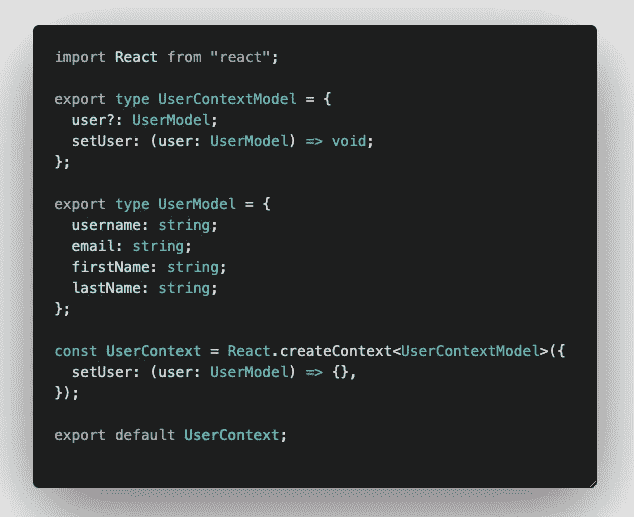 import React from "react";
export type UserContextModel = {
user?: UserModel;
setUser: (user: UserModel) => void;
};
export type UserModel = {
username: string;
email: string;
firstName: string;
lastName: string;
};
const UserContext = React.createContext<UserContextModel>({
setUser: (user: UserModel) => {},
});
export default UserContext;